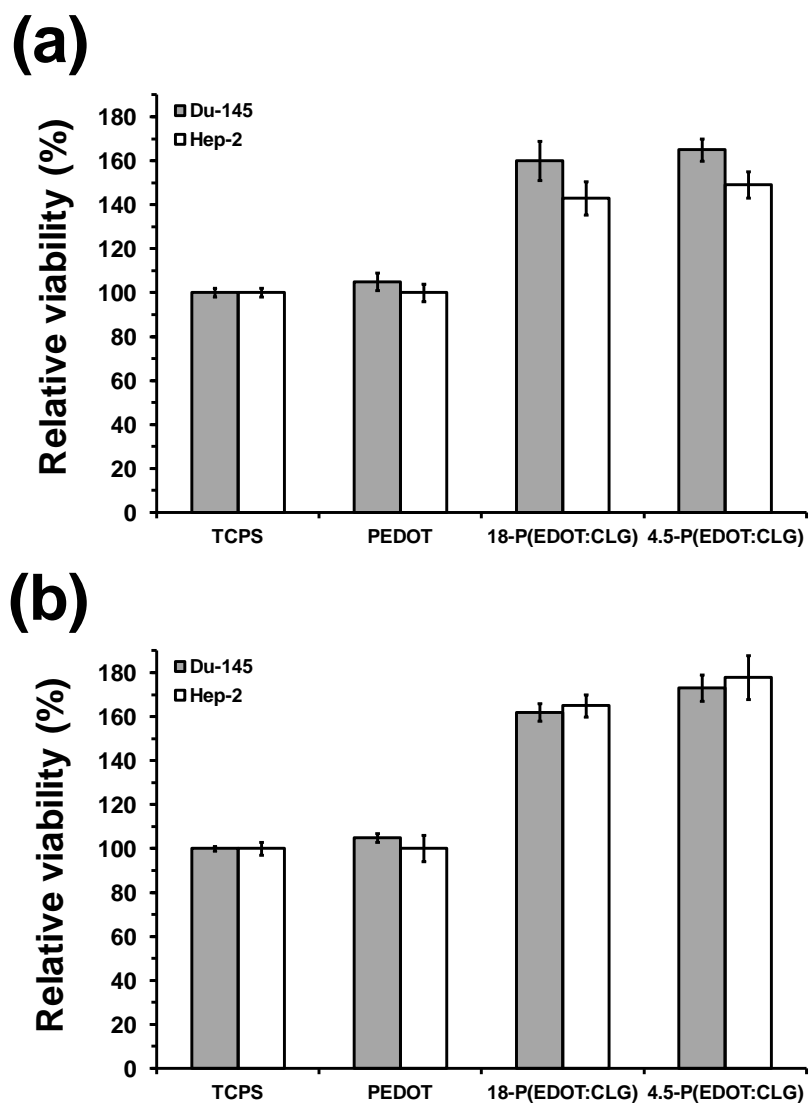 (a)
Relative viability (%)
180
160
140
120
100
80
60
40
20
0
Du-145
Hep-2
TCPS PEDOT 18-P(EDOT:CLG) 4.5-P(EDOT:CLG)
(b)
Relative viability (%)
180
160
140
120
100
80
60
40
20
0
Du-145
Hep-2
TCPS PEDOT 18-P(EDOT:CLG) 4.5-P(EDOT:CLG)